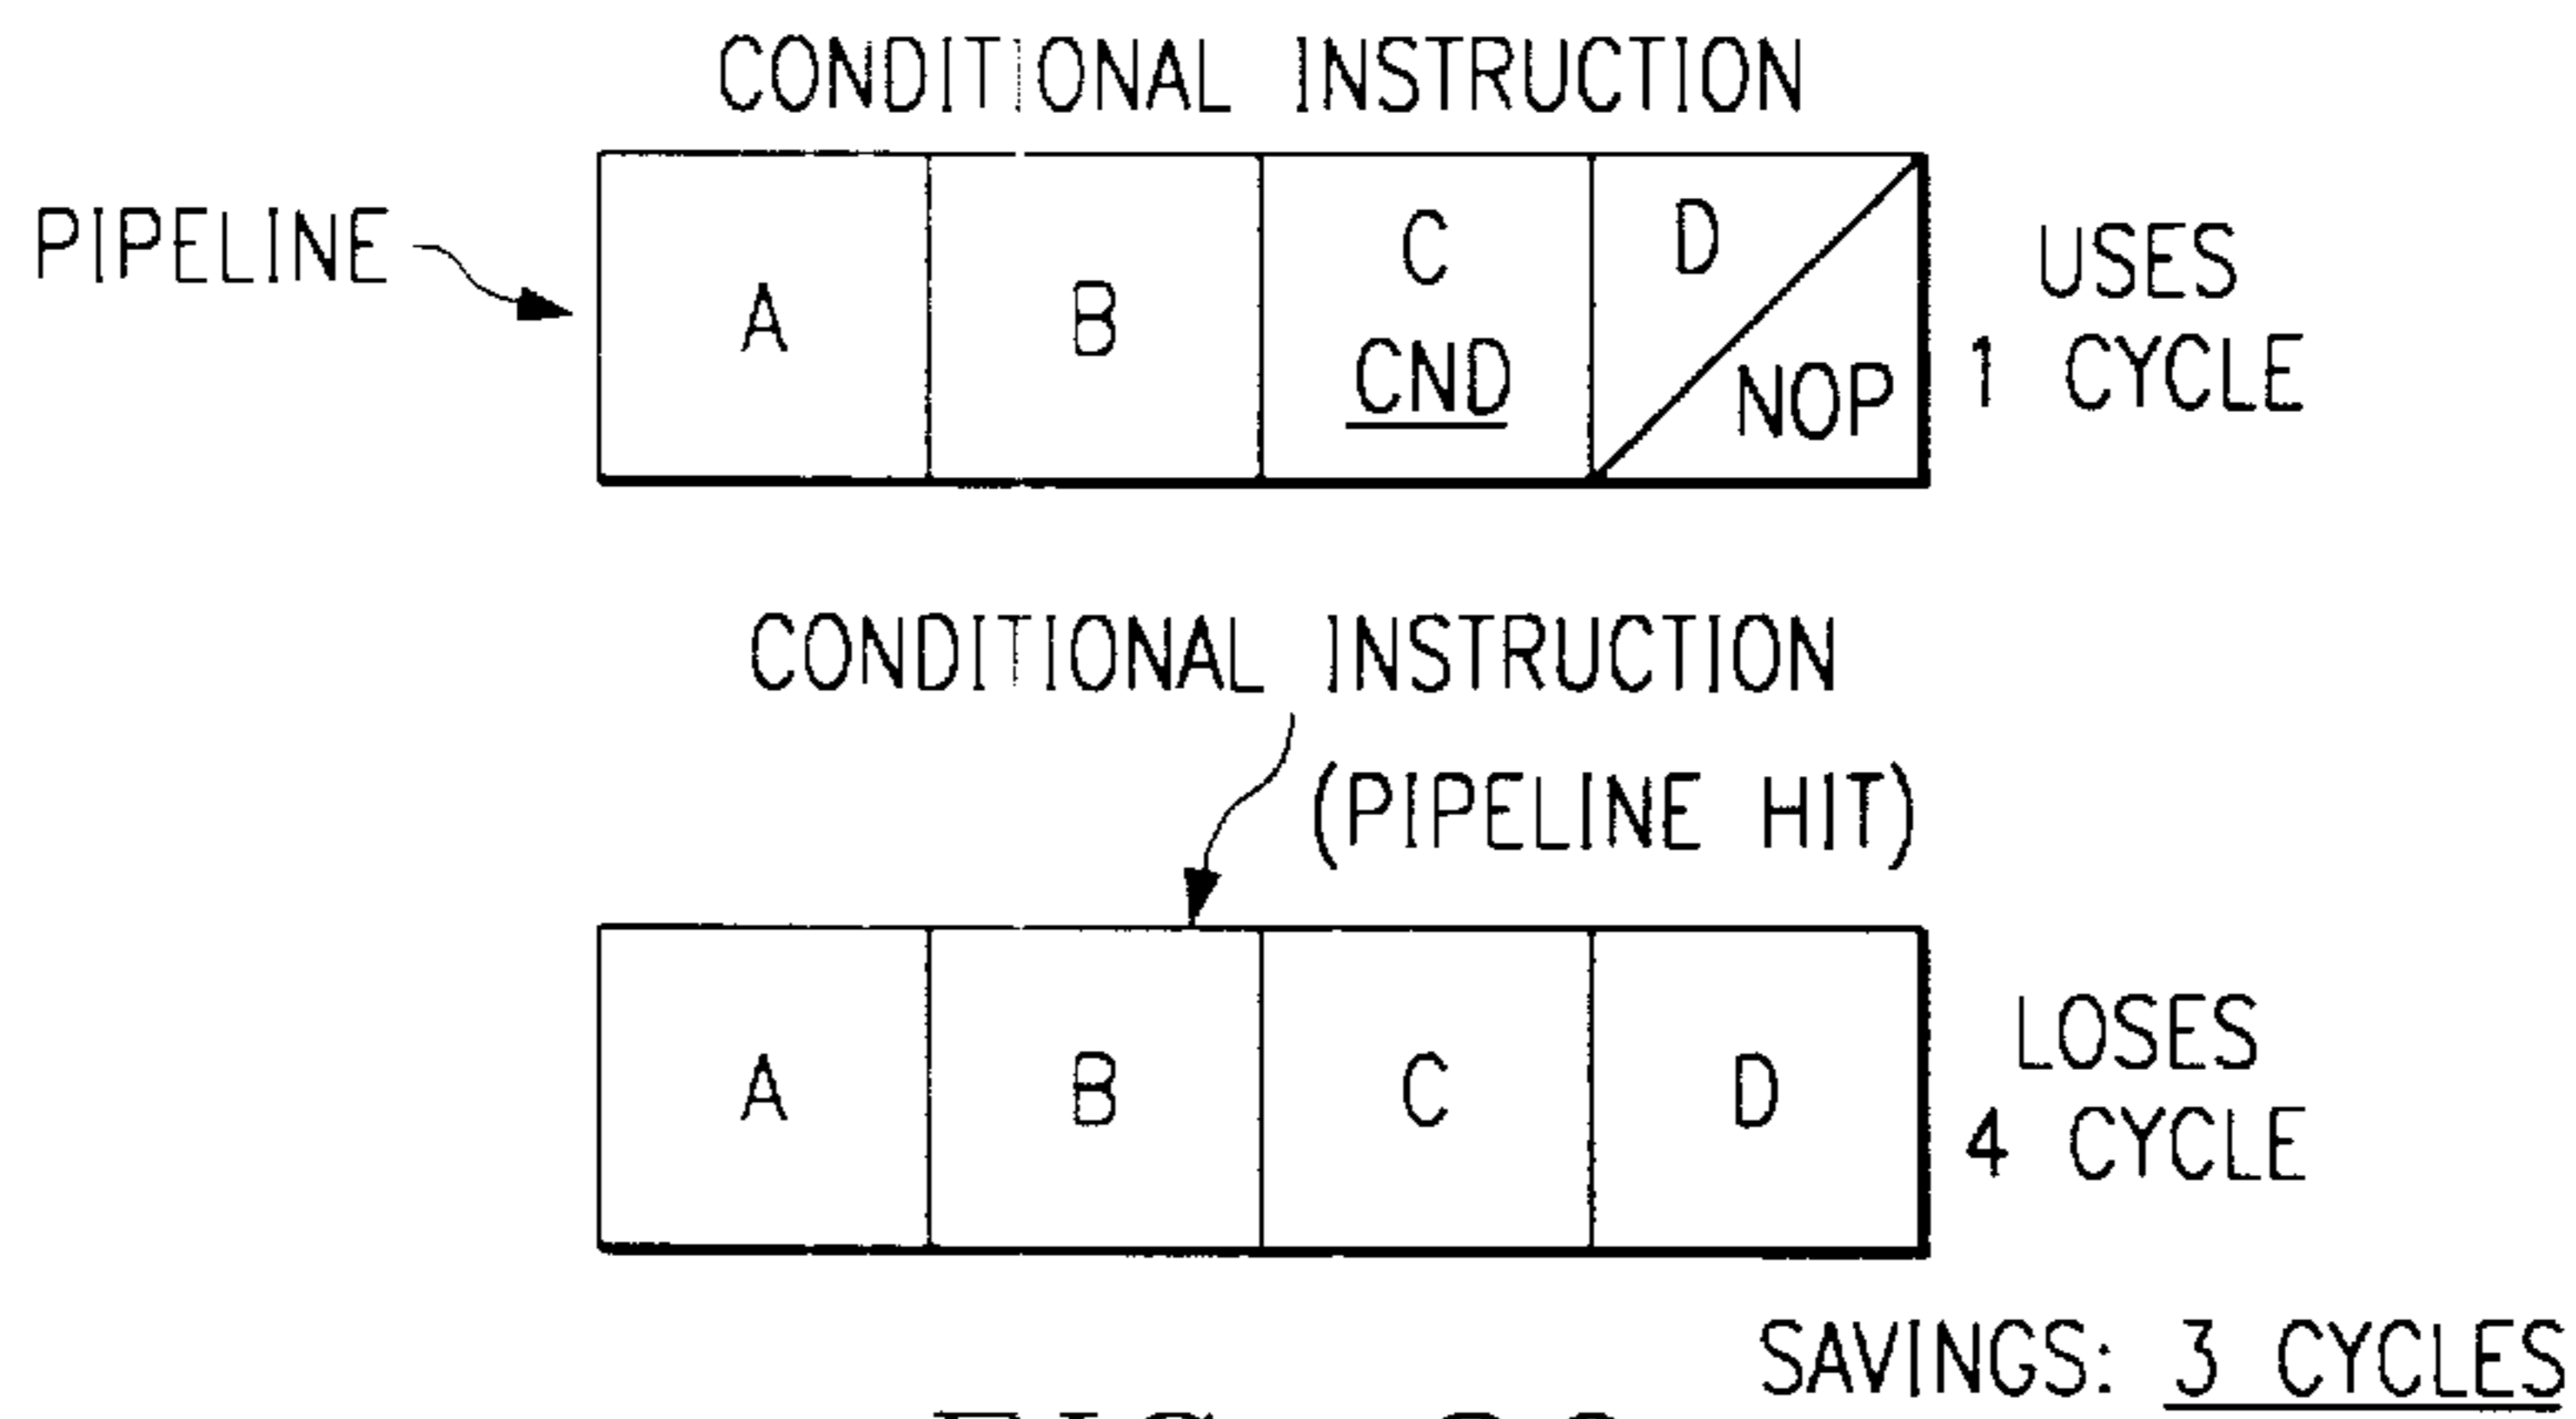 CONDITIONAL INSTRUCTION
PIPELINE
A
B
C
CND
D
NOP
USES
1 CYCLE
CONDITIONAL INSTRUCTION
(PIPELINE HIT)
A
B
C
D
LOSES
4 CYCLE
SAVINGS: 3 CYCLES